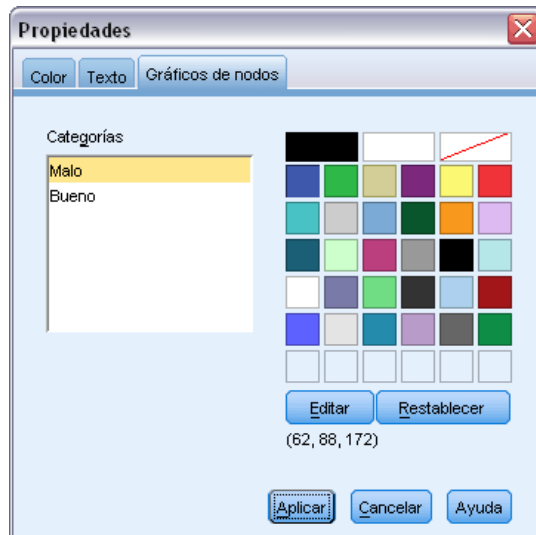 Propiedades
Color Texto Gráficos de nodos
Categorías
Malo
Bueno
Editar Restablecer
(62, 88, 172)
Aplicar Cancelar Ayuda